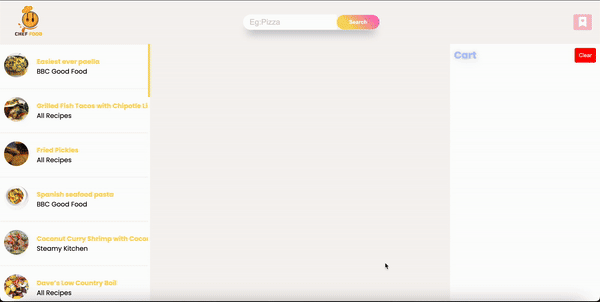 CHEF FOOD
Eg:Pizza
Search
Easiest ever paella
BBC Good Food
Grilled Fish Tacos with Chipotle Li
All Recipes
Fried Pickles
All Recipes
Spanish seafood pasta
BBC Good Food
Coconut Curry Shrimp with Coco
Steamy Kitchen
Dave's Low Country Boil
All Recipes
Cart
Clear